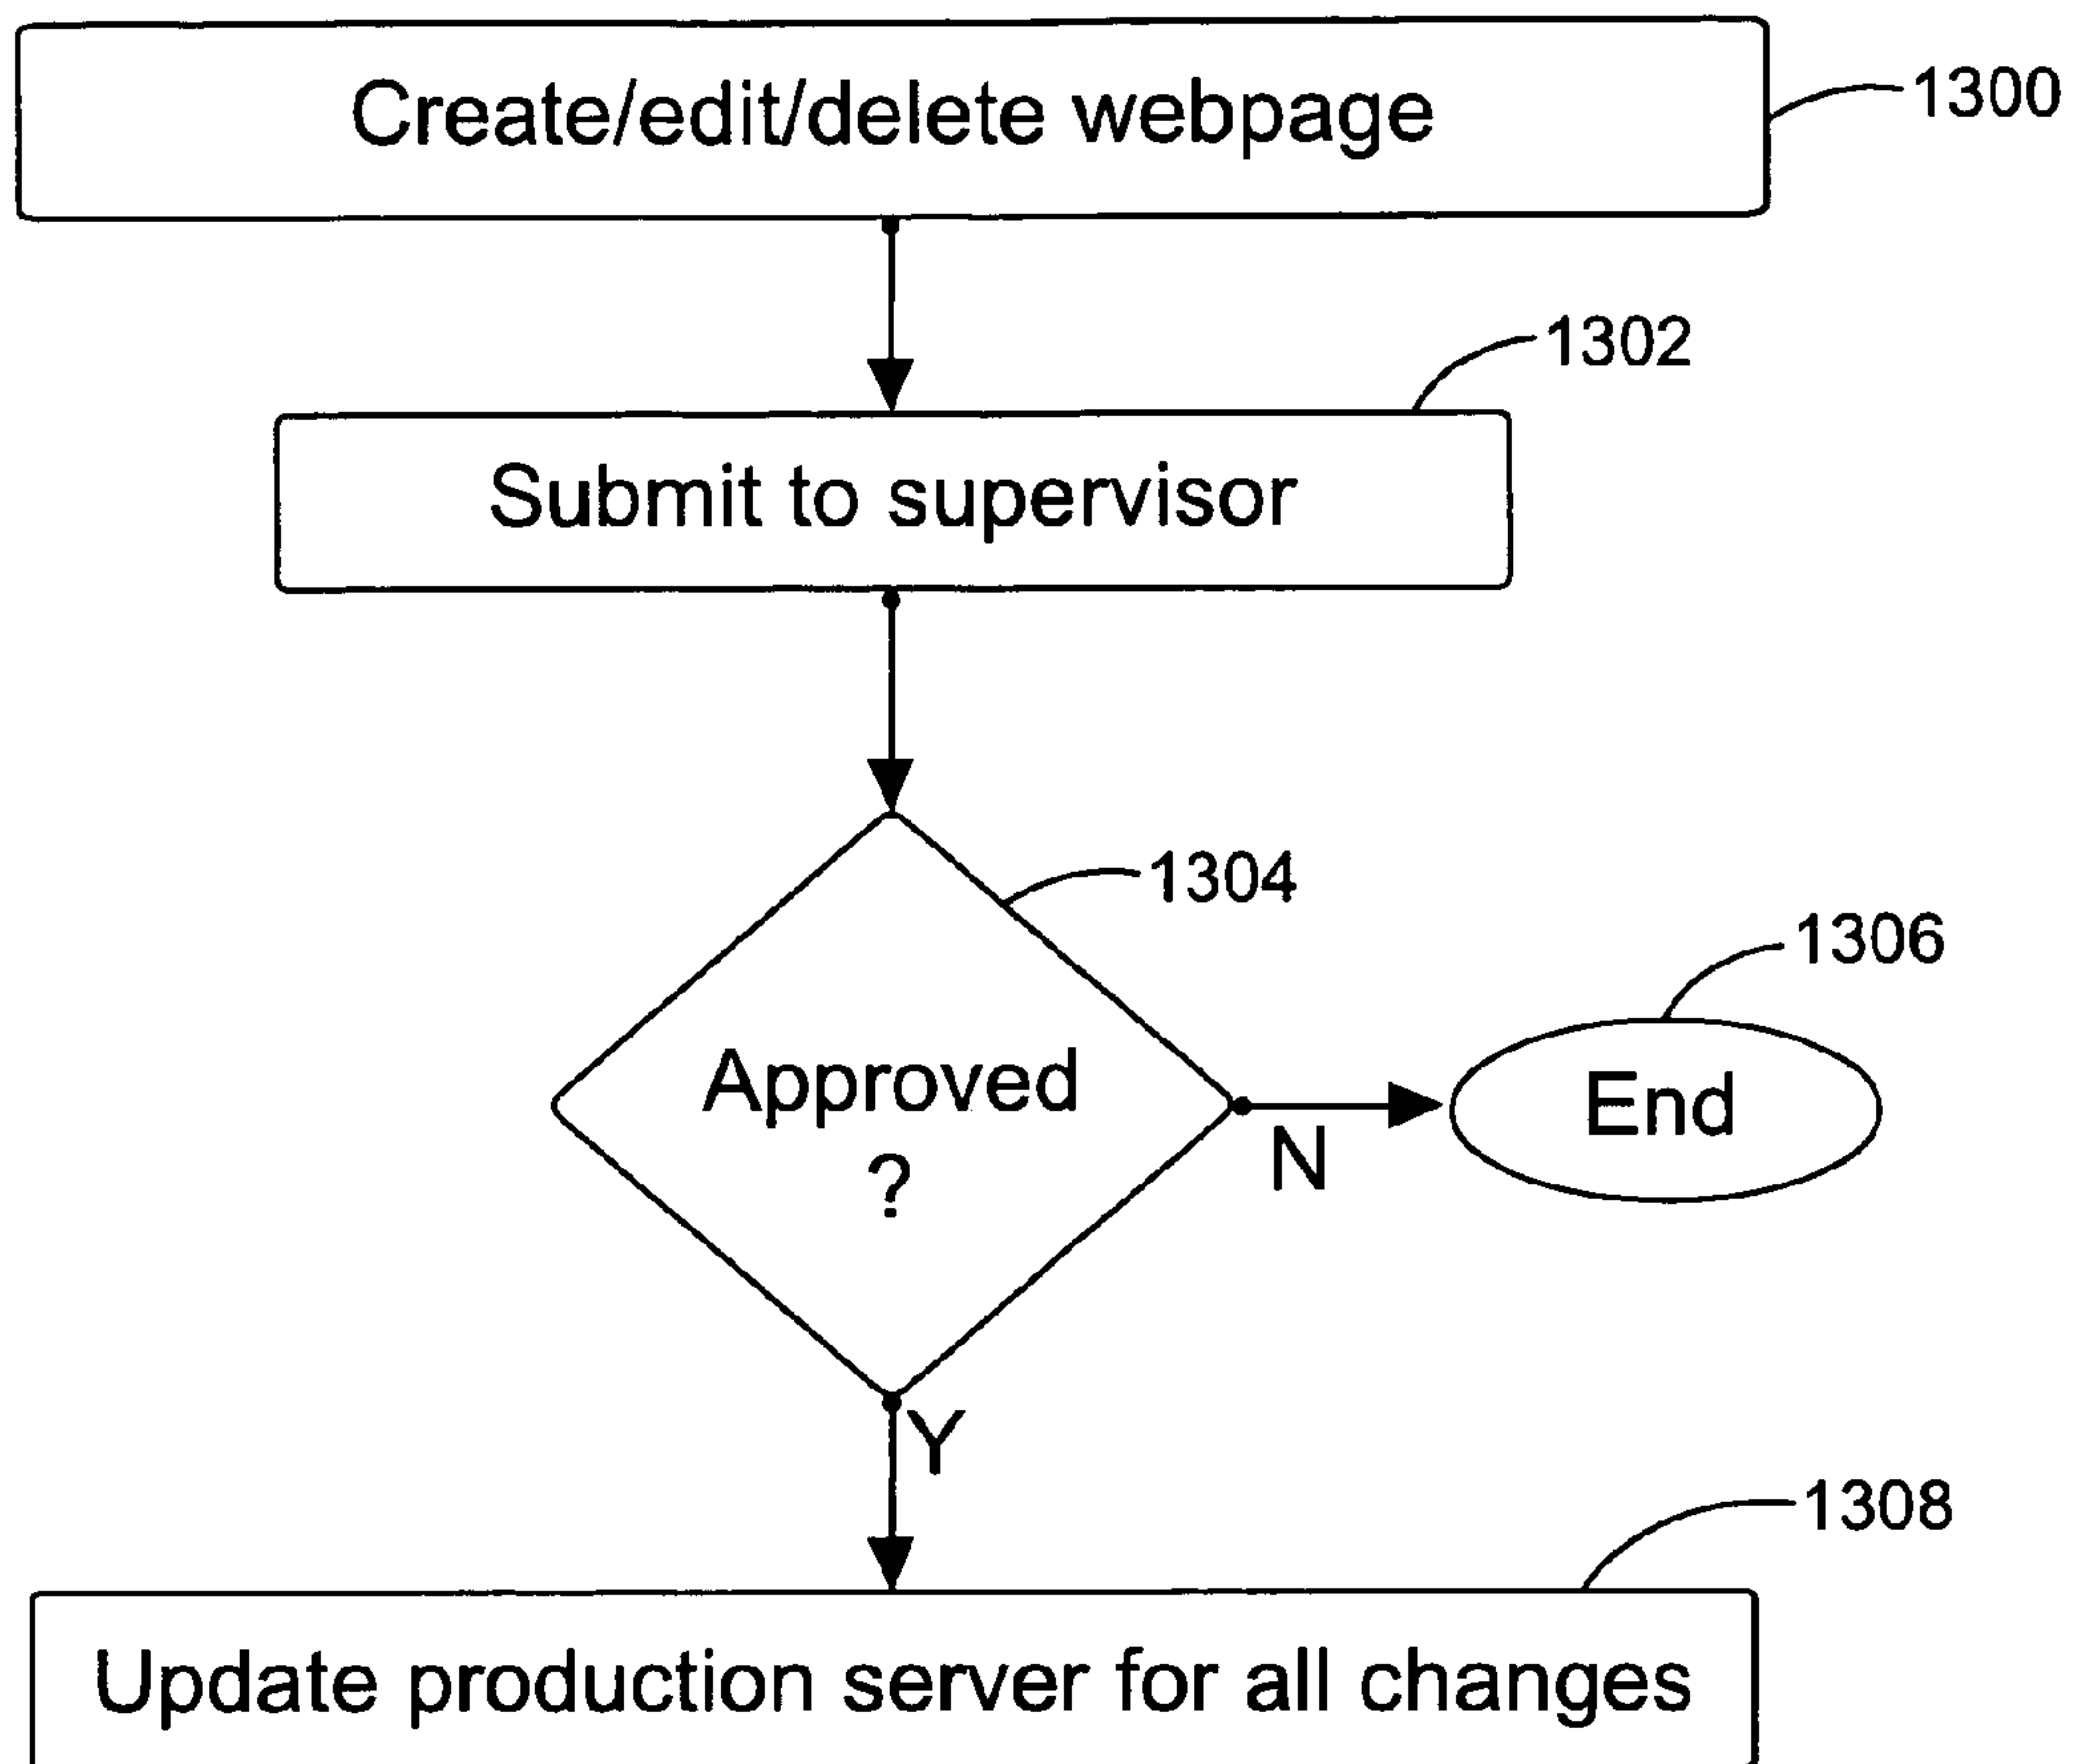 Create/edit/delete webpage
1300
1302
Submit to supervisor
1304
1306
Approved
?
End
N
Y
1308
Update production server for all changes